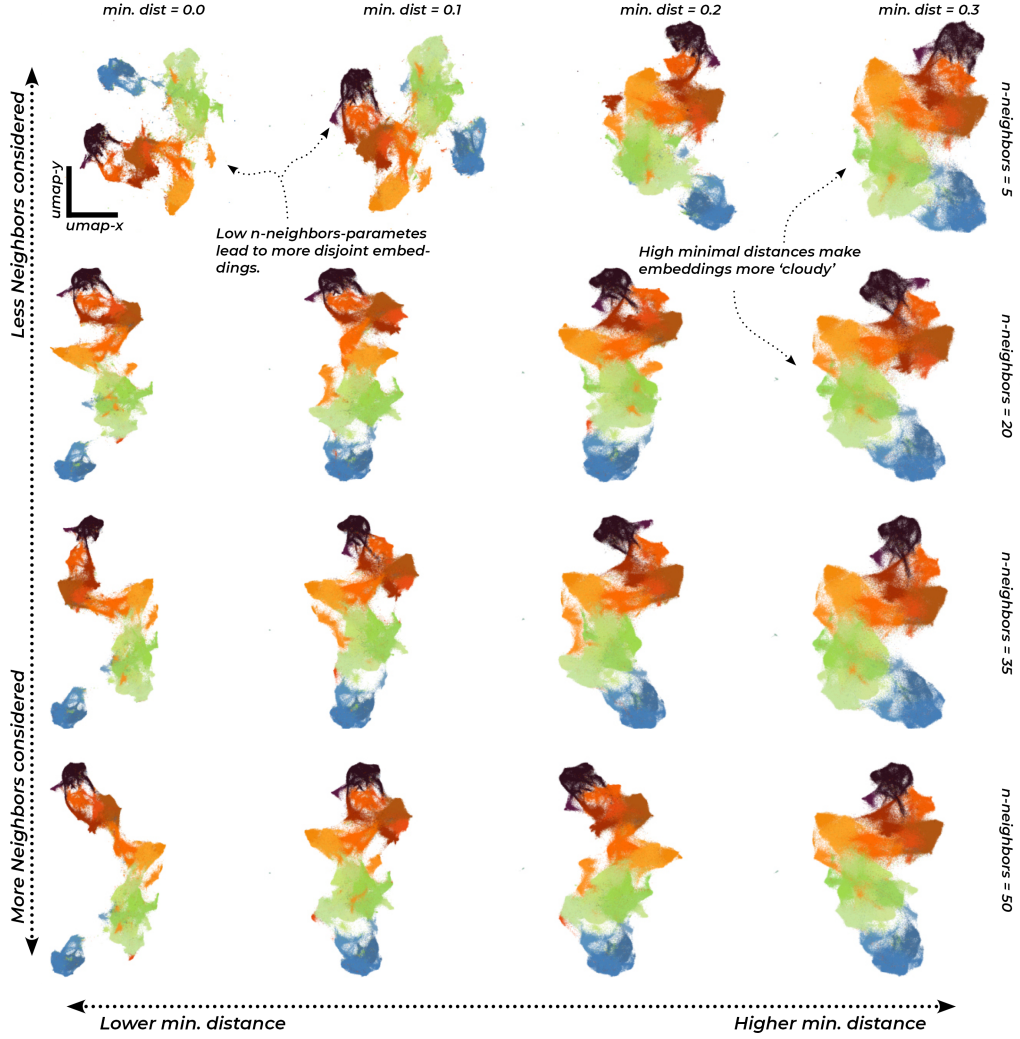 min. dist = 0.0
min. dist = 0.1
min. dist = 0.2
min. dist = 0.3
Less Neighbors considered
n-neighbors = 5
umap-y
umap-x
Low n-neighbors-parametes
lead to more disjoint embed-
dings.
High minimal distances make
embeddings more ‘cloudy’
n-neighbors = 20
n-neighbors = 35
More Neighbors considered
n-neighbors = 50
Lower min. distance
Higher min. distance